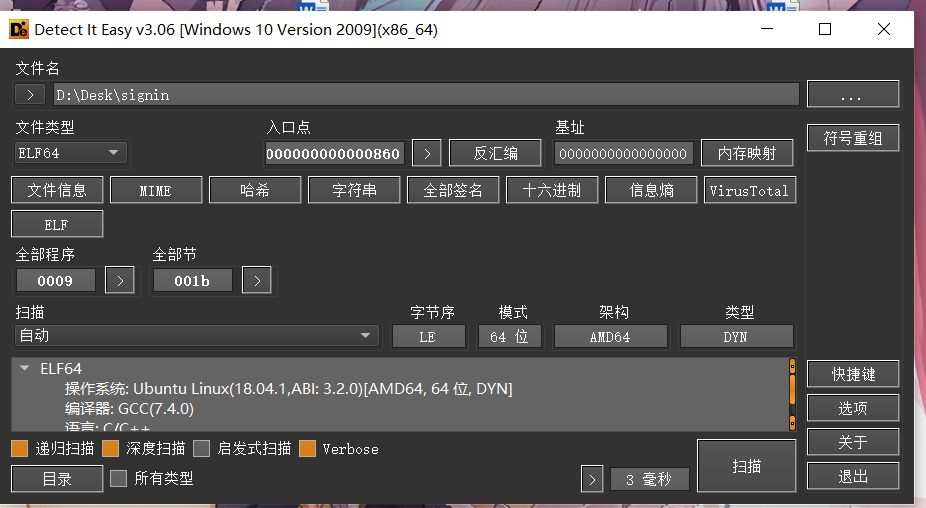 Detect It Easy v3.06 [Windows 10 Version 2009](x86_64)
文件名
> D:\Desk\signin ...
文件类型 入口点 基址
ELF64 000000000000860 > 反汇编 0000000000000000 内存映射 符号重组
文件信息 MIME 哈希 字符串 全部签名 十六进制 信息熵 VirusTotal
ELF
全部程序 全部节
0009 > 001b >
扫描 字节序 模式 架构 类型
自动 LE 64 位 AMD64 DYN
ELF64
操作系统: Ubuntu Linux(18.04.1,ABI: 3.2.0)[AMD64, 64 位, DYN]
编译器: GCC(7.4.0)
语言: C/C++
快捷键
选项
递归扫描 深度扫描 启发式扫描 Verbose 关于
目录 所有类型 > 3 毫秒 扫描 退出